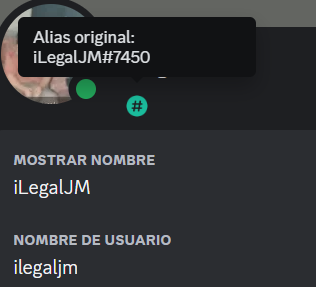 Alias original:
iLegalJM#7450
#
MOSTRAR NOMBRE
iLegalJM
NOMBRE DE USUARIO
ilegaljm